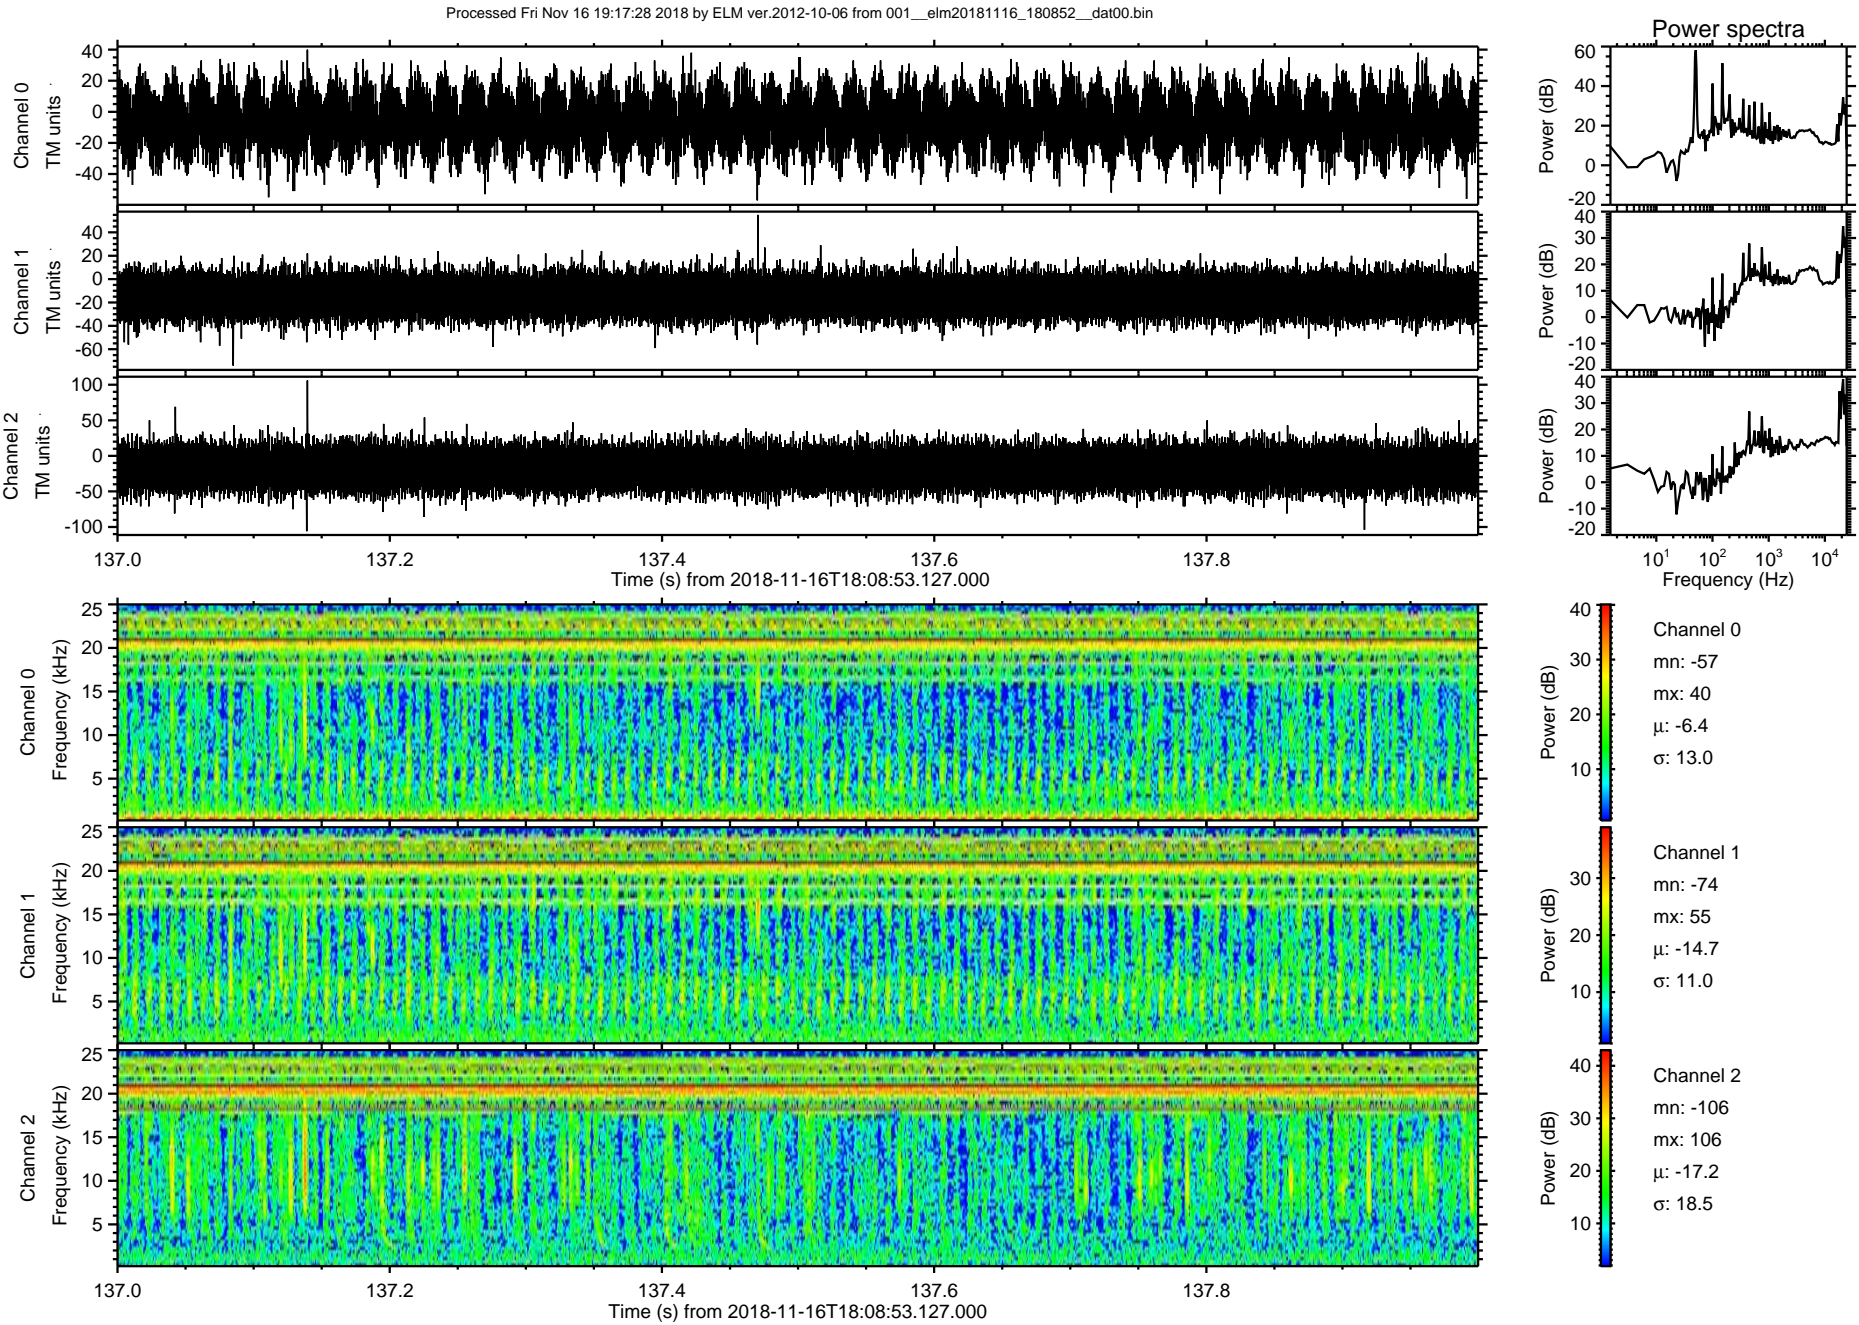 Processed Fri Nov 16 19:17:28 2018 by ELM ver.2012-10-06 from 001__elm20181116_180852__dat00.bin
Power spectra
Channel 0
TM units
40
20
0
-20
-40
Power (dB)
60
40
20
0
-20
Channel 1
TM units
40
20
0
-20
-40
-60
Power (dB)
40
30
20
10
0
-10
-20
Channel 2
TM units
100
50
0
-50
-100
Power (dB)
40
30
20
10
0
-10
-20
137.0 137.2 137.4 137.6 137.8
Time (s) from 2018-11-16T18:08:53.127.000
10^1 10^2 10^3 10^4
Frequency (Hz)
Channel 0
Frequency (kHz)
25
20
15
10
5
Power (dB)
40
30
20
10
Channel 0
mn: -57
mx: 40
μ: -6.4
σ: 13.0
Channel 1
Frequency (kHz)
25
20
15
10
5
Power (dB)
30
20
10
Channel 1
mn: -74
mx: 55
μ: -14.7
σ: 11.0
Channel 2
Frequency (kHz)
25
20
15
10
5
Power (dB)
40
30
20
10
Channel 2
mn: -106
mx: 106
μ: -17.2
σ: 18.5
137.0 137.2 137.4 137.6 137.8
Time (s) from 2018-11-16T18:08:53.127.000